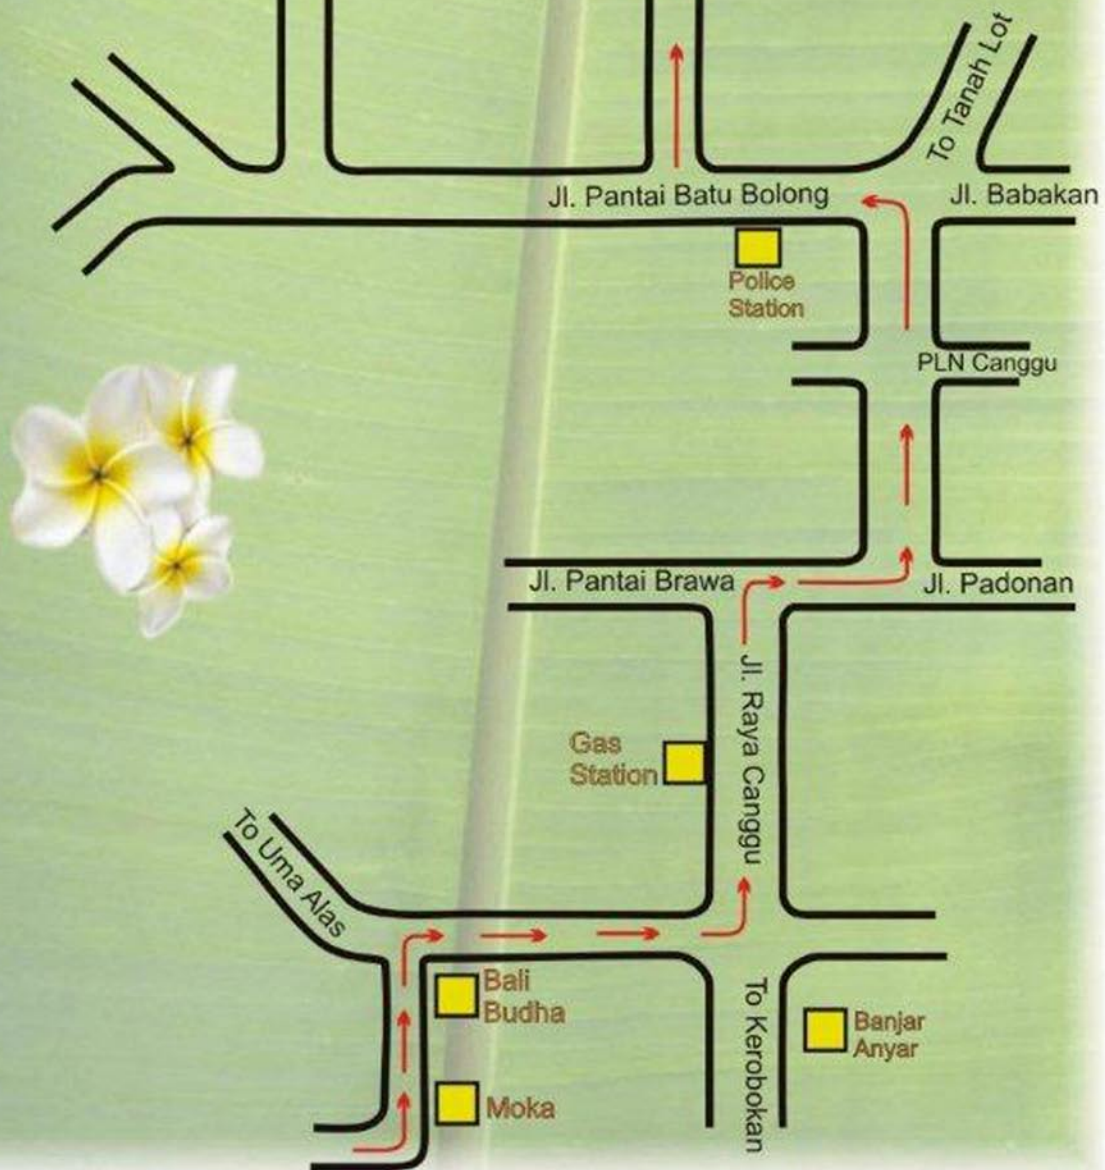 To Tanah Lot
Jl. Pantai Batu Bolong
Jl. Babakan
Police
Station
PLN Canggu
Jl. Pantai Brawa
Jl. Padonan
Jl. Raya Canggu
Gas
Station
To Uma Alas
Bali
Budha
To Kerobokan
Banjar
Anyar
Moka